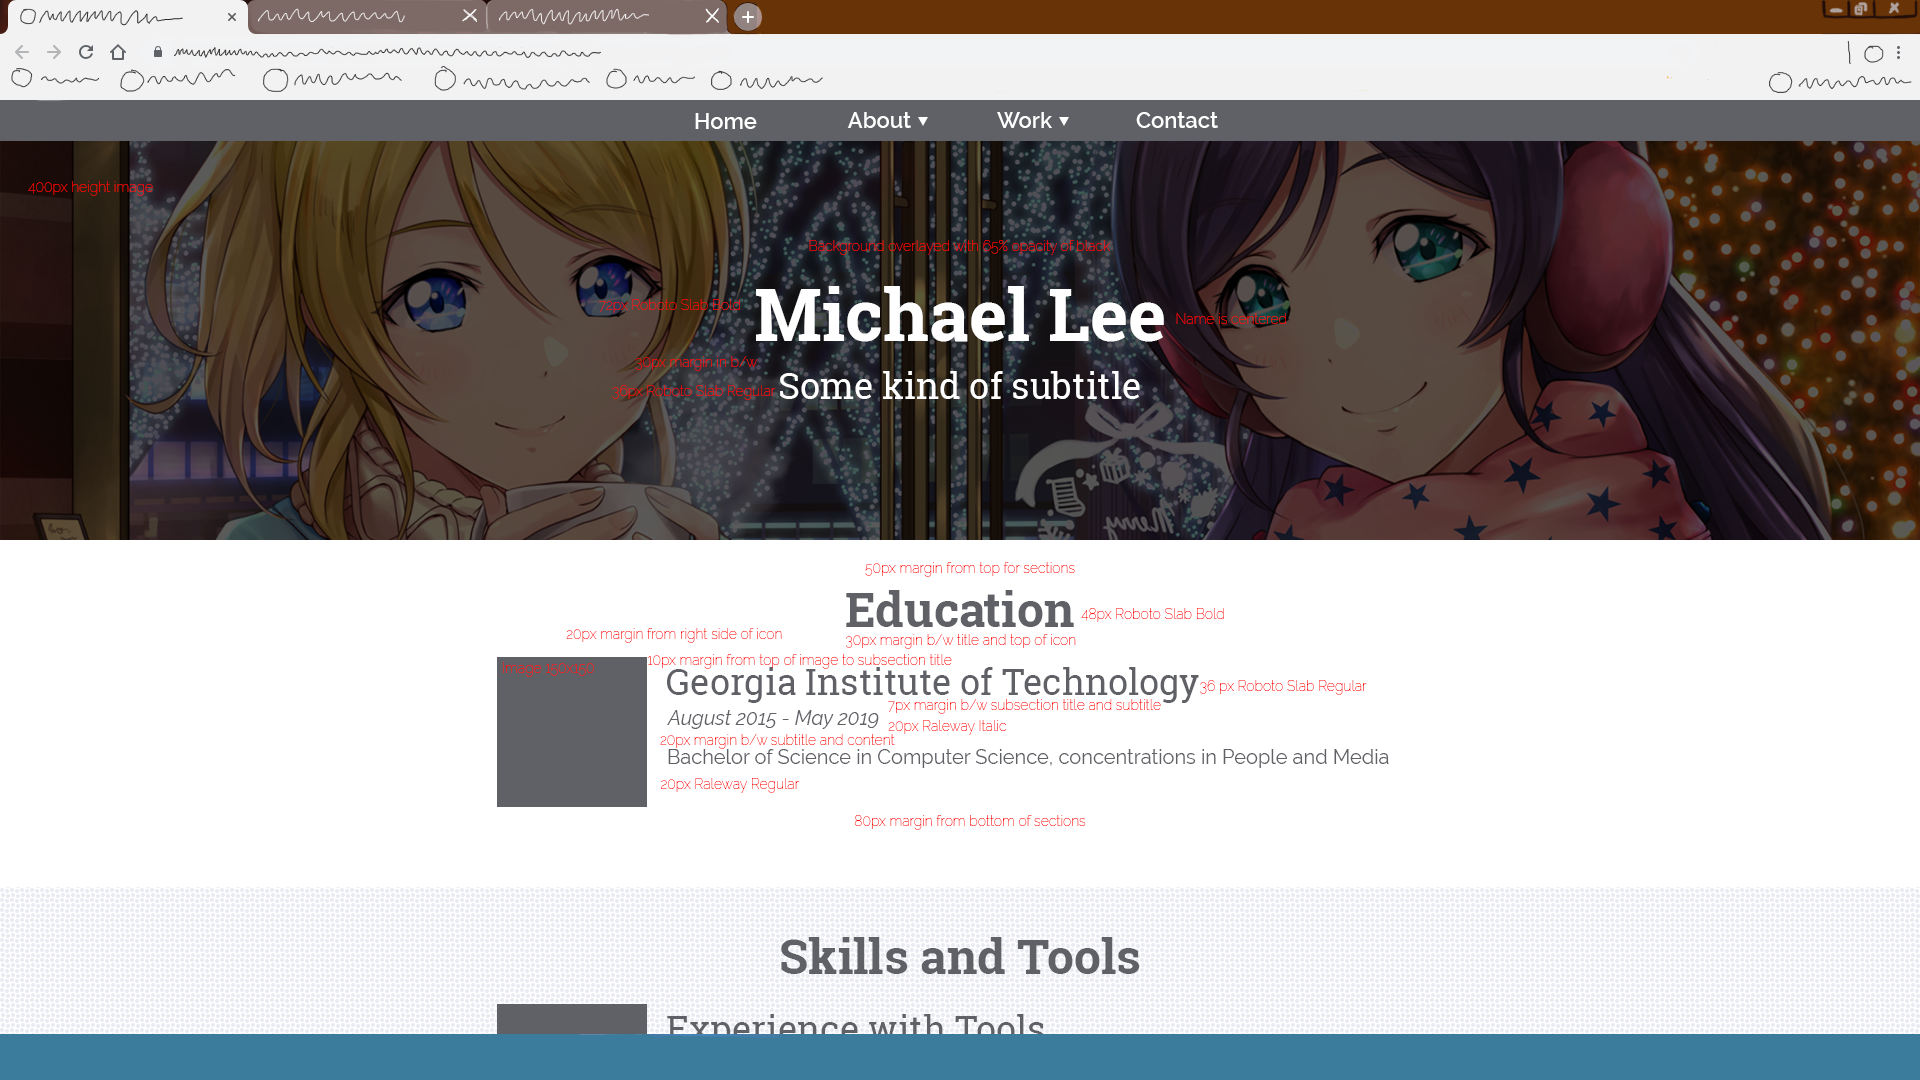 Home About ▼ Work ▼ Contact
400px height image
Background overlayed with 65% opacity of black
72px Roboto Slab Bold
Michael Lee
Name is centered
30px margin in b/w
36px Roboto Slab Regular
Some kind of subtitle
Merry
50px margin from top for sections
Education
48px Roboto Slab Bold
20px margin from right side of icon
30px margin b/w title and top of icon
10px margin from top of image to subsection title
image 150x150
Georgia Institute of Technology
36 px Roboto Slab Regular
7px margin b/w subsection title and subtitle
August 2015 - May 2019
20px Raleway Italic
20px margin b/w subtitle and content
Bachelor of Science in Computer Science, concentrations in People and Media
20px Raleway Regular
80px margin from bottom of sections
Skills and Tools
Experience with Tools